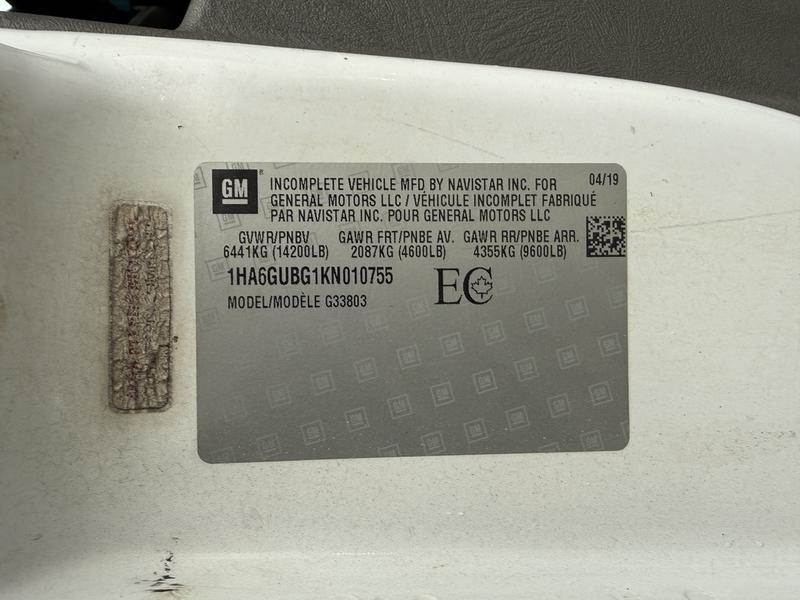 GM
INCOMPLETE VEHICLE MFD BY NAVISTAR INC. FOR
04/19
GENERAL MOTORS LLC / VÉHICULE INCOMPLET FABRIQUÉ
PAR NAVISTAR INC. POUR GENERAL MOTORS LLC
GVWR/PNBV GAWR FRT/PNBE AV. GAWR RR/PNBE ARR.
6441KG (14200LB) 2087KG (4600LB) 4355KG (9600LB)
1HA6GUBG1KN010755
EC
MODEL/MODÈLE G33803